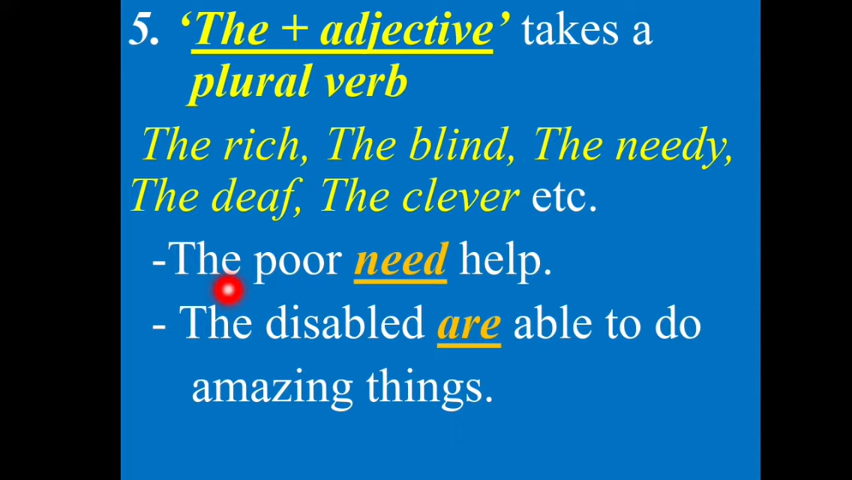 5. ‘The + adjective’ takes a
plural verb
The rich, The blind, The needy,
The deaf, The clever etc.
-The poor need help.
- The disabled are able to do
amazing things.